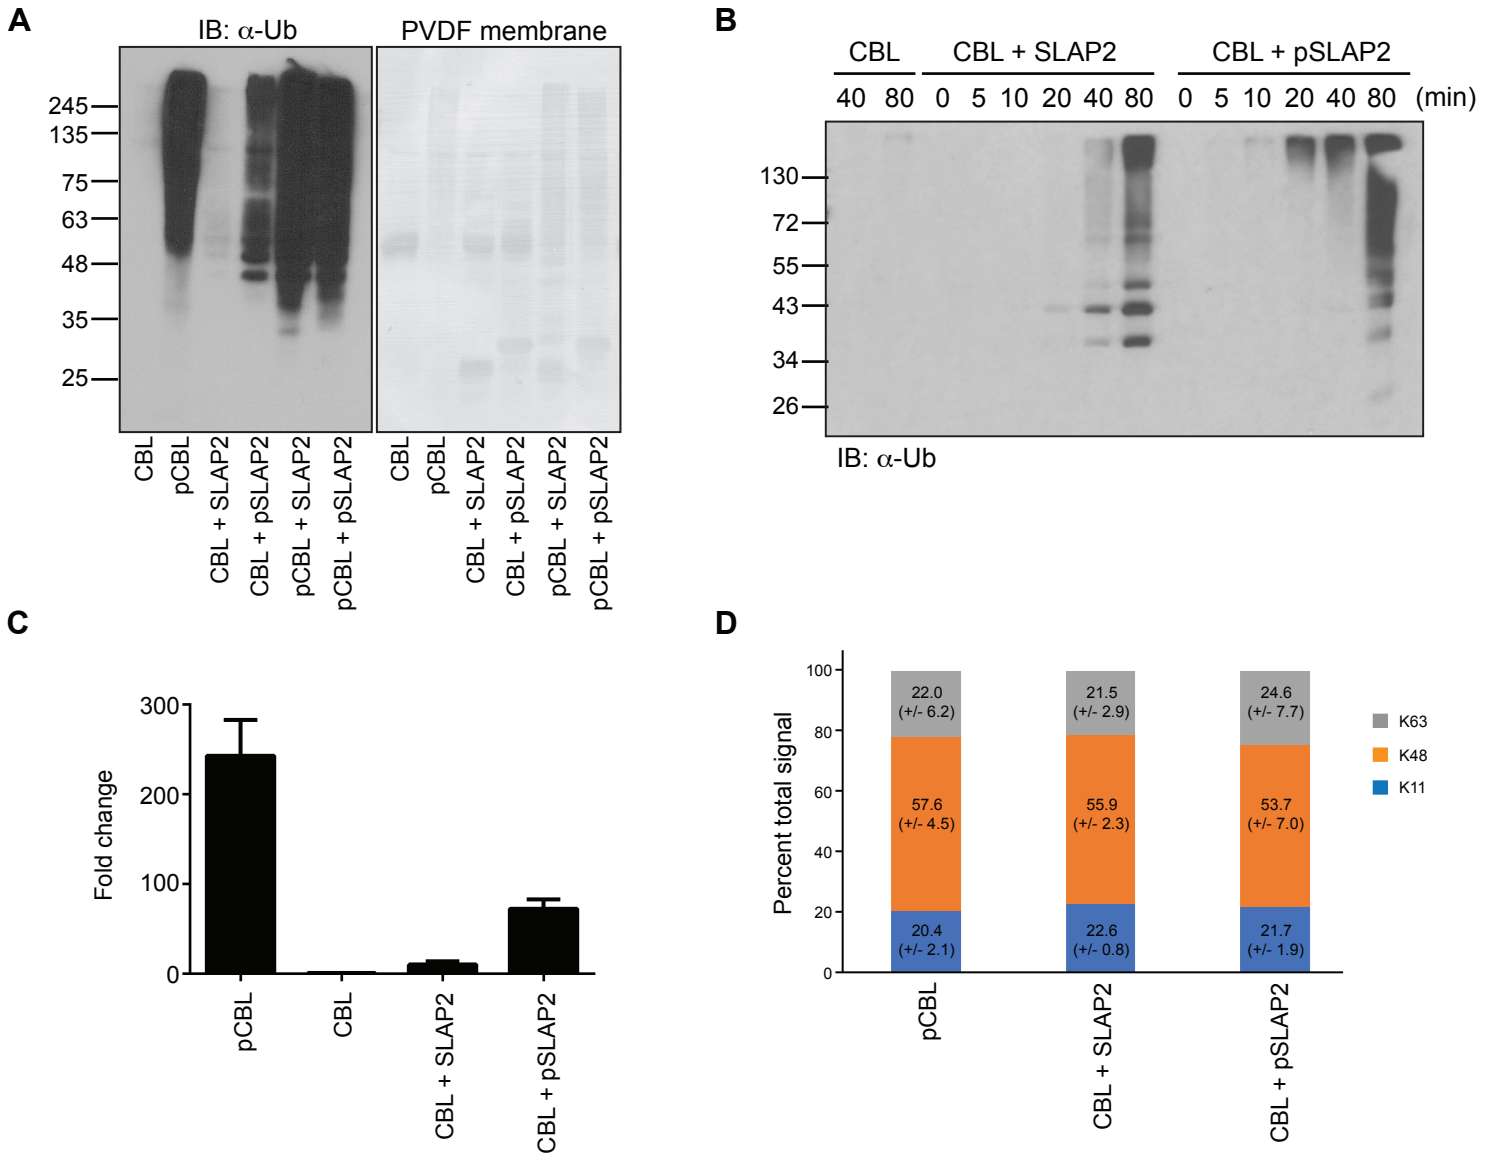 A
IB: α-Ub
PVDF membrane
245
135
75
63
48
35
25
CBL
pCBL
CBL + SLAP2
CBL + pSLAP2
pCBL + SLAP2
pCBL + pSLAP2
CBL
pCBL
CBL + SLAP2
CBL + pSLAP2
pCBL + SLAP2
pCBL + pSLAP2
B
CBL CBL + SLAP2 CBL + pSLAP2
40 80 0 5 10 20 40 80 0 5 10 20 40 80 (min)
130
72
55
43
34
26
IB: α-Ub
C
Fold change
300
200
100
0
pCBL
CBL
CBL + SLAP2
CBL + pSLAP2
D
Percent total signal
100
80
60
40
20
0
22.0
(+/- 6.2)
57.6
(+/- 4.5)
20.4
(+/- 2.1)
21.5
(+/- 2.9)
55.9
(+/- 2.3)
22.6
(+/- 0.8)
24.6
(+/- 7.7)
53.7
(+/- 7.0)
21.7
(+/- 1.9)
pCBL
CBL + SLAP2
CBL + pSLAP2
K63
K48
K11